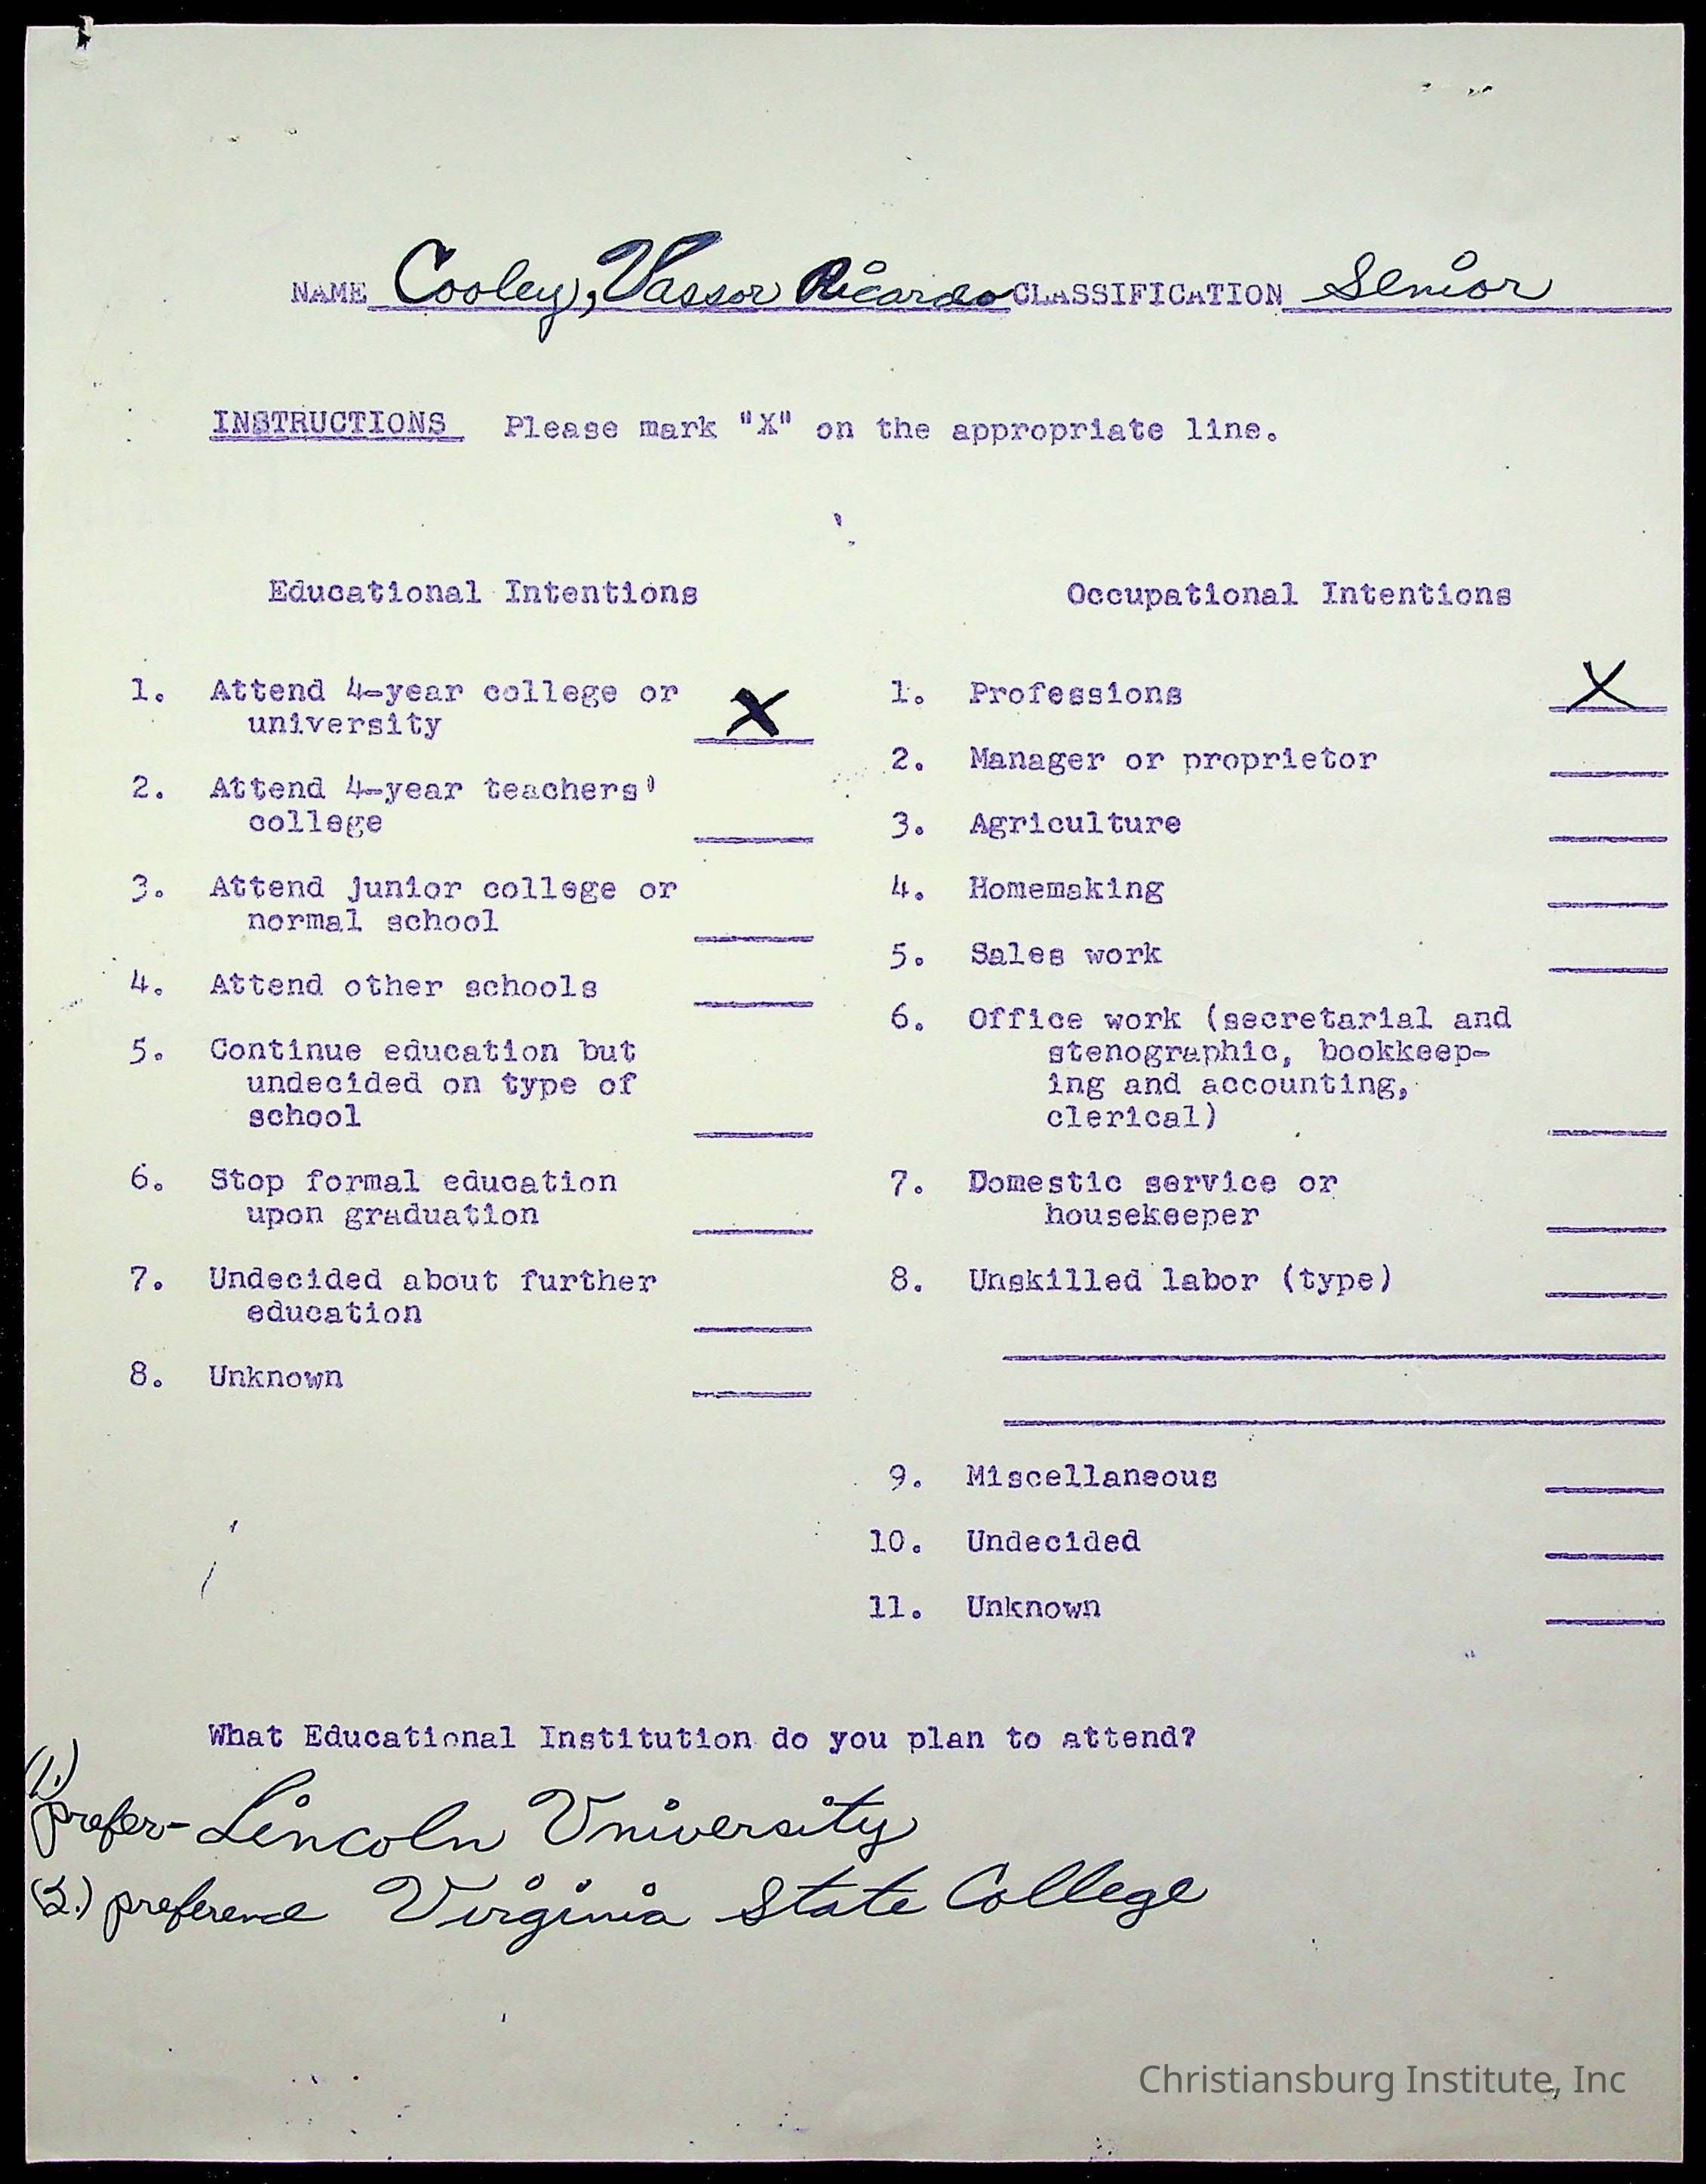 NAME Cooley, Vassor Ricardo CLASSIFICATION Senior
INSTRUCTIONS Please mark "X" on the appropriate line.
Educational Intentions
1. Attend 4-year college or
university X
2. Attend 4-year teachers'
college
3. Attend junior college or
normal school
4. Attend other schools
5. Continue education but
undecided on type of
school
6. Stop formal education
upon graduation
7. Undecided about further
education
8. Unknown
Occupational Intentions
1. Professions X
2. Manager or proprietor
3. Agriculture
4. Homemaking
5. Sales work
6. Office work (secretarial and
stenographic, bookkeep-
ing and accounting,
clerical)
7. Domestic service or
housekeeper
8. Unskilled labor (type)
9. Miscellaneous
10. Undecided
11. Unknown
What Educational Institution do you plan to attend?
(1.)
prefer- Lincoln University
(2.) preference Virginia State College
Christiansburg Institute, Inc